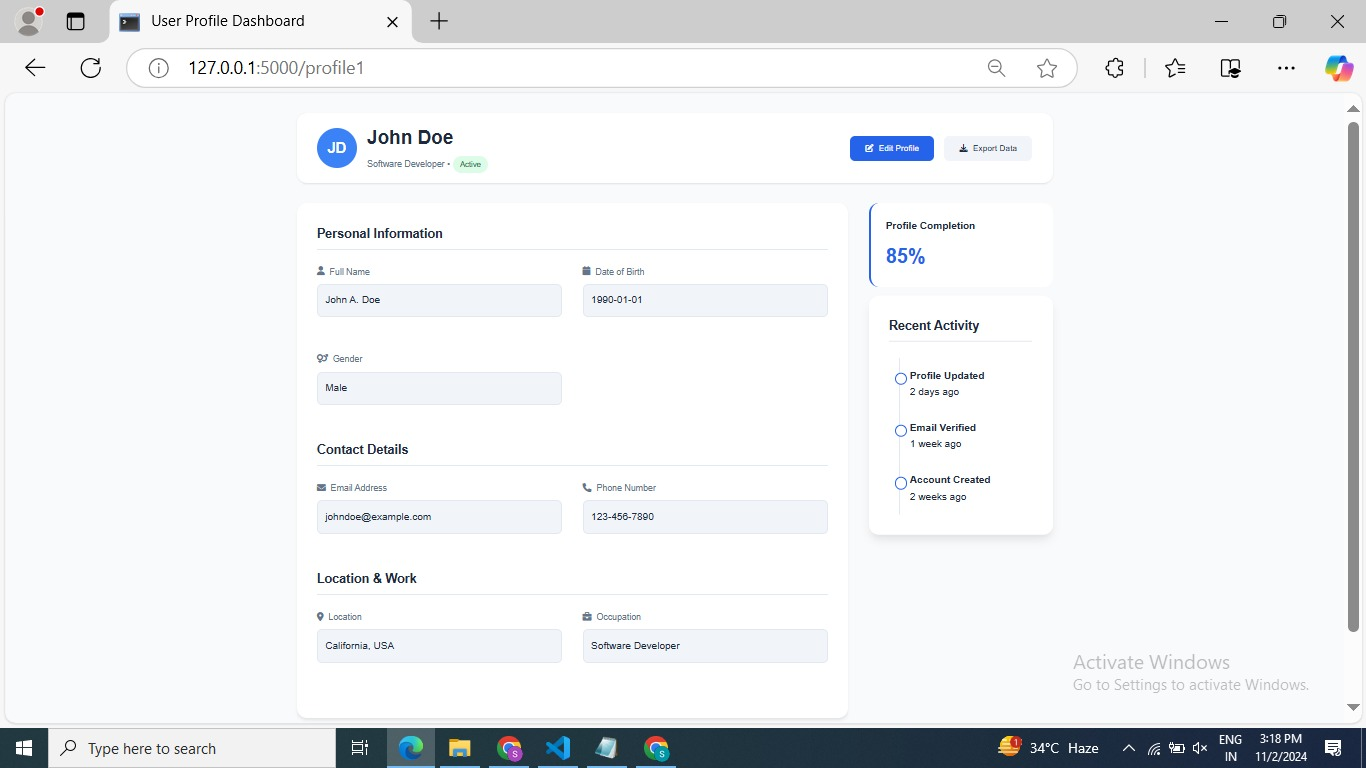 User Profile Dashboard
127.0.0.1:5000/profile1
JD
John Doe
Software Developer • Active
Edit Profile
Export Data
Personal Information
Full Name
Date of Birth
John A. Doe
1990-01-01
Gender
Male
Contact Details
Email Address
Phone Number
johndoe@example.com
123-456-7890
Location & Work
Location
Occupation
California, USA
Software Developer
Profile Completion
85%
Recent Activity
Profile Updated
2 days ago
Email Verified
1 week ago
Account Created
2 weeks ago
Activate Windows
Go to Settings to activate Windows.
Type here to search
S
S
1
34°C Haze
ENG
IN
3:18 PM
11/2/2024